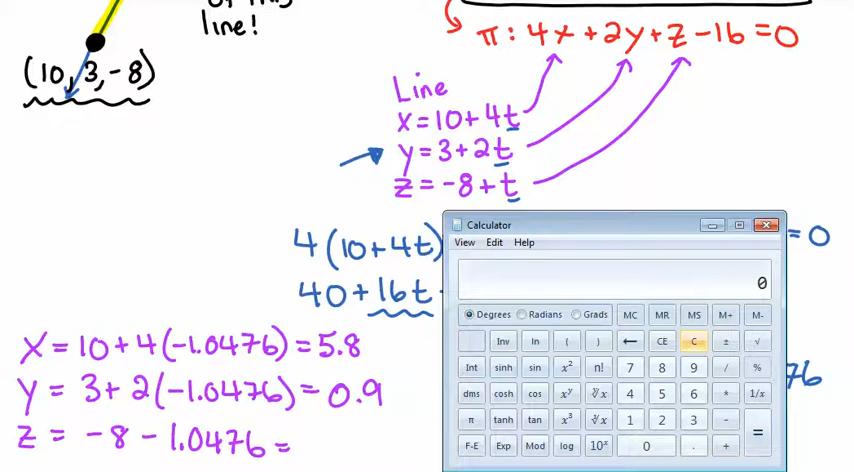 of this
line!
(10, 3, -8)
π: 4x + 2y + z - 16 = 0
Line
x = 10 + 4t
y = 3 + 2t
z = -8 + t
4(10+4t) = 0
40 + 16t
76
x = 10 + 4(-1.0476) = 5.8
y = 3 + 2(-1.0476) = 0.9
z = -8 - 1.0476 =
Calculator
View Edit Help
0
Degrees Radians Grads MC MR MS M+ M-
Inv ln ( ) ← CE C ± √
Int sinh sin x² n! 7 8 9 / %
dms cosh cos xʸ ʸ√x 4 5 6 * 1/x
π tanh tan x³ ³√x 1 2 3 - =
F-E Exp Mod log 10ˣ 0 . +